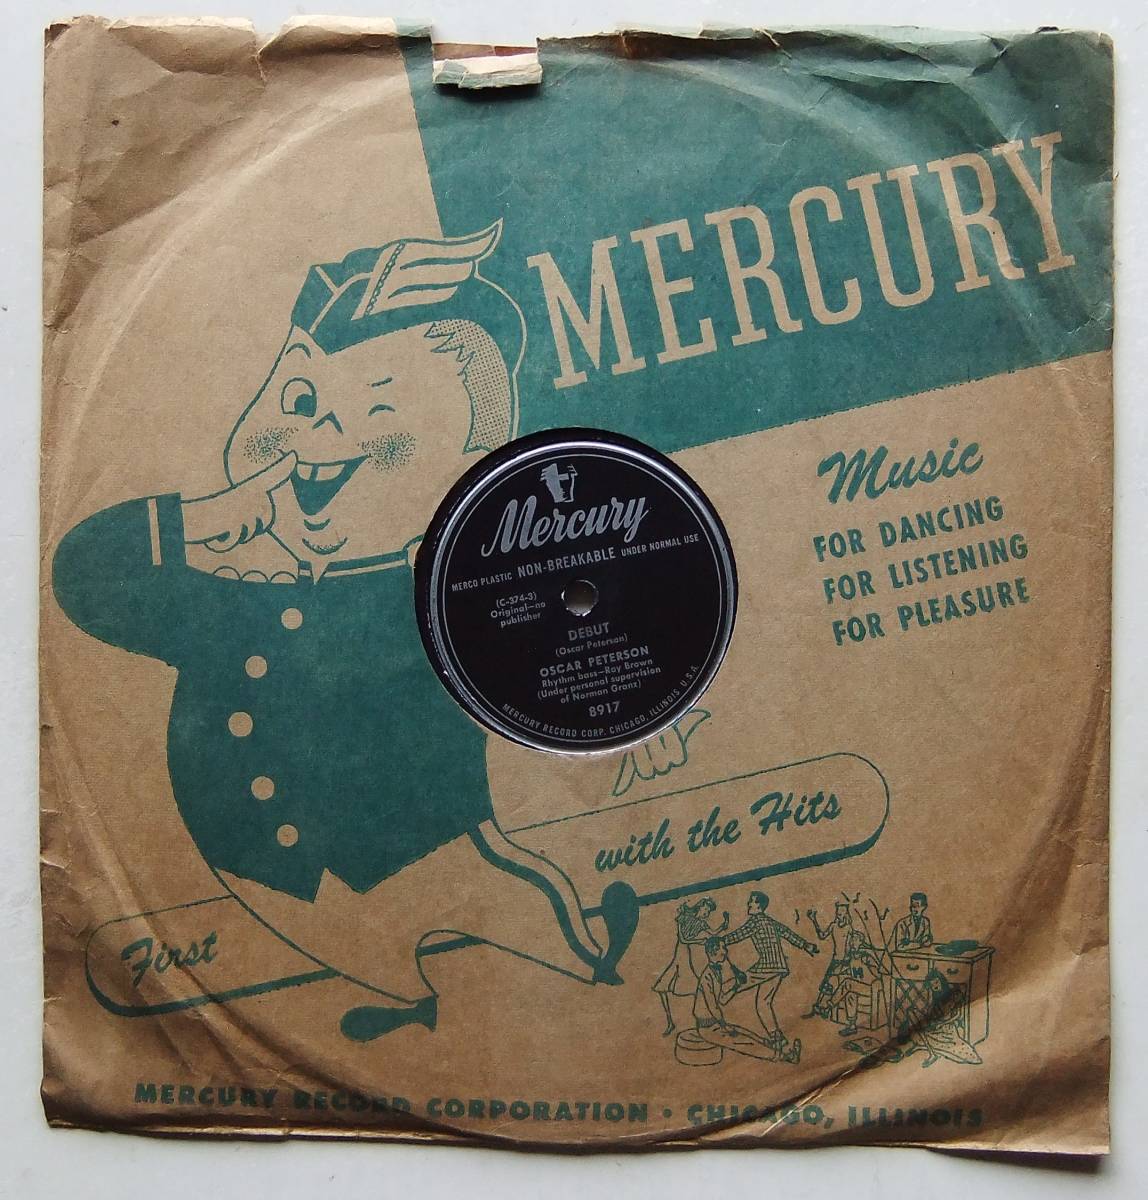 MERCURY
Music
FOR DANCING
FOR LISTENING
FOR PLEASURE
Mercury
MERCO PLASTIC NON-BREAKABLE UNDER NORMAL USE
(C-374-3)
Original—no
publisher
DEBUT
(Oscar Peterson)
OSCAR PETERSON
Rhythm bass—Ray Brown
(Under personal supervision
of Norman Granz)
8917
MERCURY RECORD CORP. CHICAGO, ILLINOIS U.S.A.
First
with the Hits
H
MERCURY RECORD CORPORATION • CHICAGO, ILLINOIS